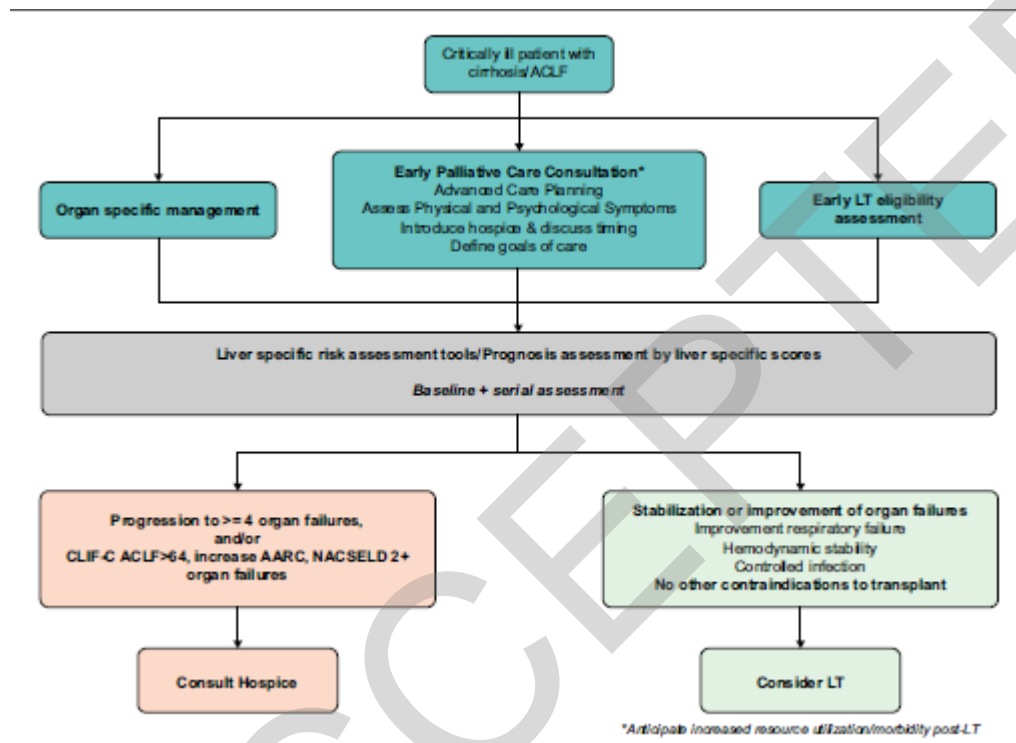 Critically ill patient with
cirrhosis/ACLF
Organ specific management
Early Palliative Care Consultation*
Advanced Care Planning
Assess Physical and Psychological Symptoms
Introduce hospice & discuss timing
Define goals of care
Early LT eligibility
assessment
Liver specific risk assessment tools/Prognosis assessment by liver specific scores
Baseline + serial assessment
Progression to >= 4 organ failures,
and/or
CLIF-C ACLF>64, increase AARC, NACSELD 2+
organ failures
Stabilization or improvement of organ failures
Improvement respiratory failure
Hemodynamic stability
Controlled infection
No other contraindications to transplant
Consult Hospice
Consider LT
*Anticipate increased resource utilization/morbidity post-LT
CCEPTE